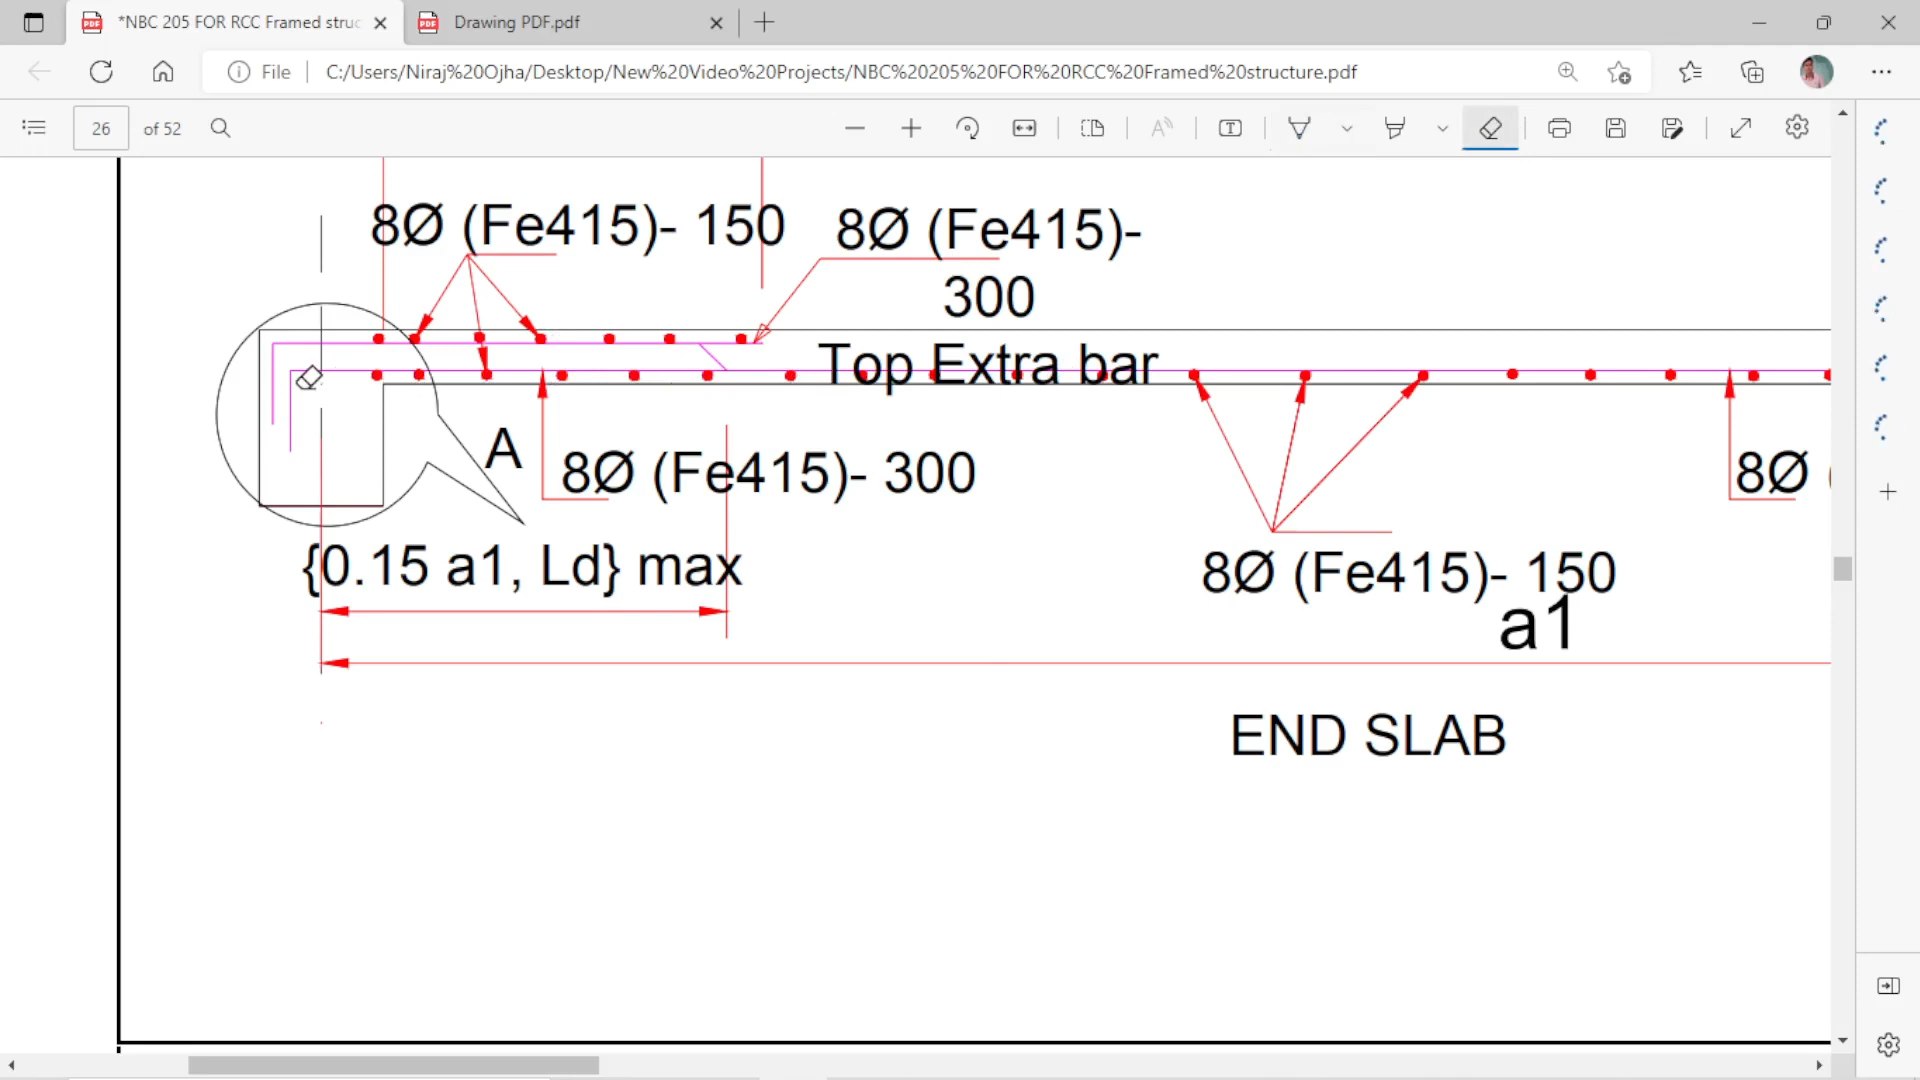 *NBC 205 FOR RCC Framed struc
Drawing PDF.pdf
File
C:/Users/Niraj%20Ojha/Desktop/New%20Video%20Projects/NBC%20205%20FOR%20RCC%20Framed%20structure.pdf
26 of 52
8Ø (Fe415)- 150
8Ø (Fe415)-
300
Top Extra bar
A
8Ø (Fe415)- 300
8Ø (
{0.15 a1, Ld} max
8Ø (Fe415)- 150
a1
END SLAB